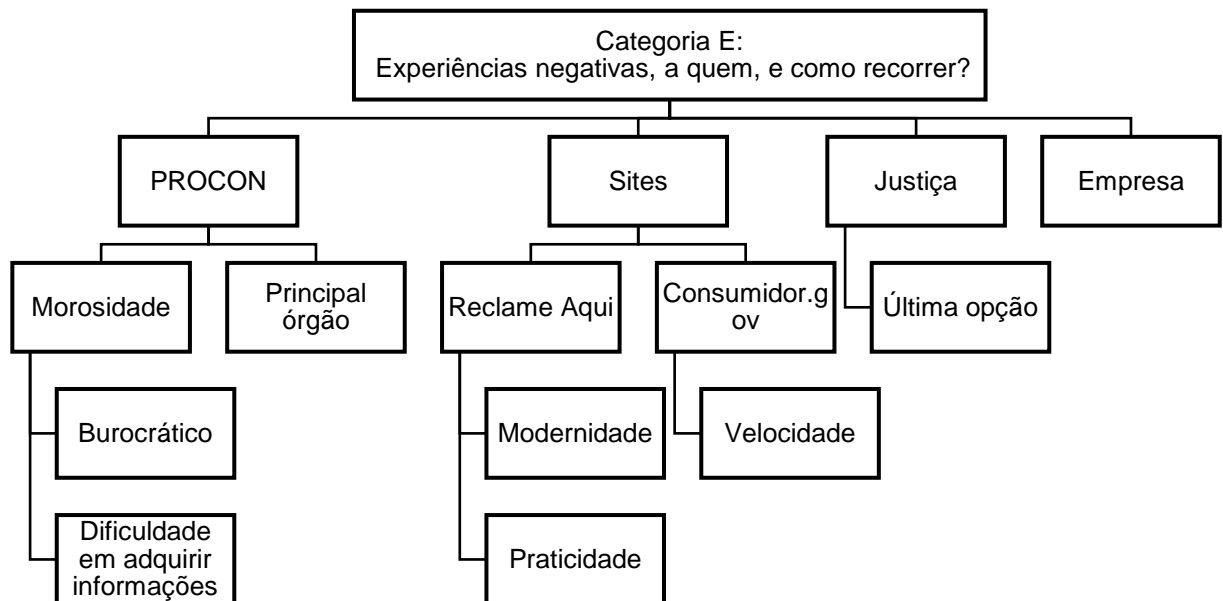 Categoria E:
Experiências negativas, a quem, e como recorrer?
PROCON
Sites
Justiça
Empresa
Morosidade
Principal
órgão
Reclame Aqui
Consumidor.g
ov
Última opção
Burocrático
Modernidade
Velocidade
Dificuldade
em adquirir
informações
Praticidade